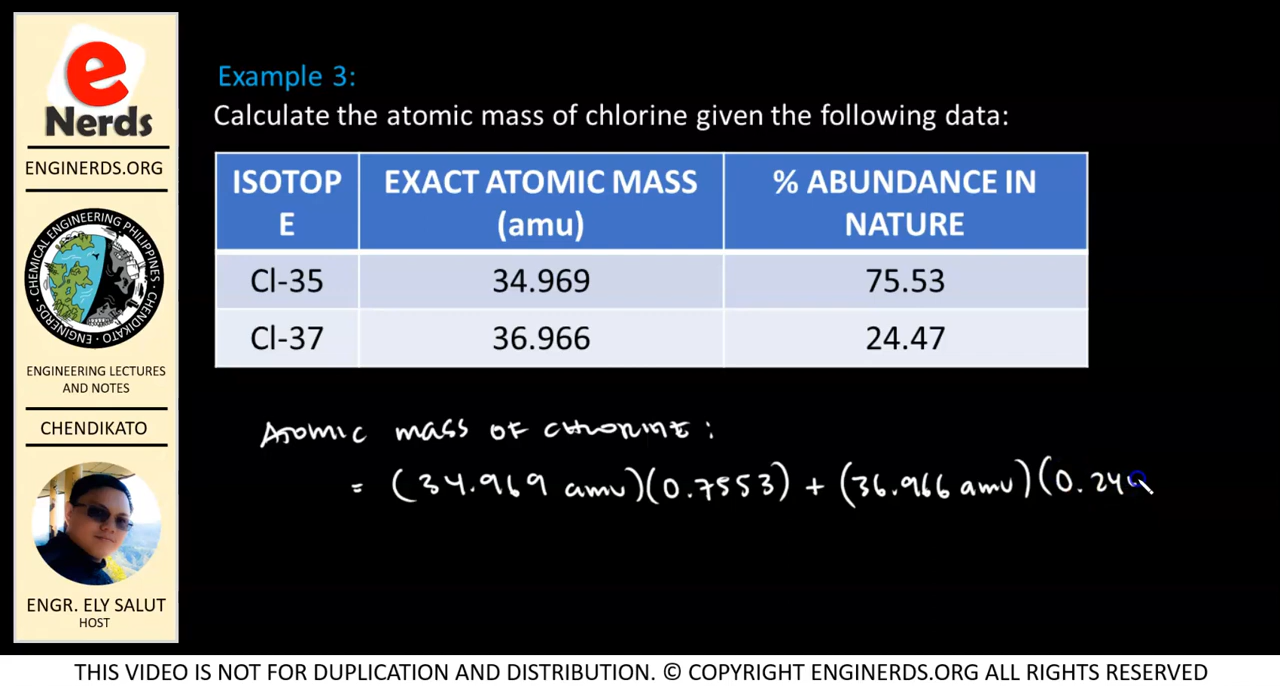 e
Nerds
ENGINERDS.ORG
CHEMICAL ENGINEERING PHILIPPINES
CHENDIKATO · ENGINERDS
ENGINEERING LECTURES
AND NOTES
CHENDIKATO
ENGR. ELY SALUT
HOST
Example 3:
Calculate the atomic mass of chlorine given the following data:
ISOTOP
E
EXACT ATOMIC MASS
(amu)
% ABUNDANCE IN
NATURE
Cl-35 34.969 75.53
Cl-37 36.966 24.47
Atomic mass of chlorine:
= (34.969 amu)(0.7553) + (36.966 amu)(0.24
THIS VIDEO IS NOT FOR DUPLICATION AND DISTRIBUTION. © COPYRIGHT ENGINERDS.ORG ALL RIGHTS RESERVED